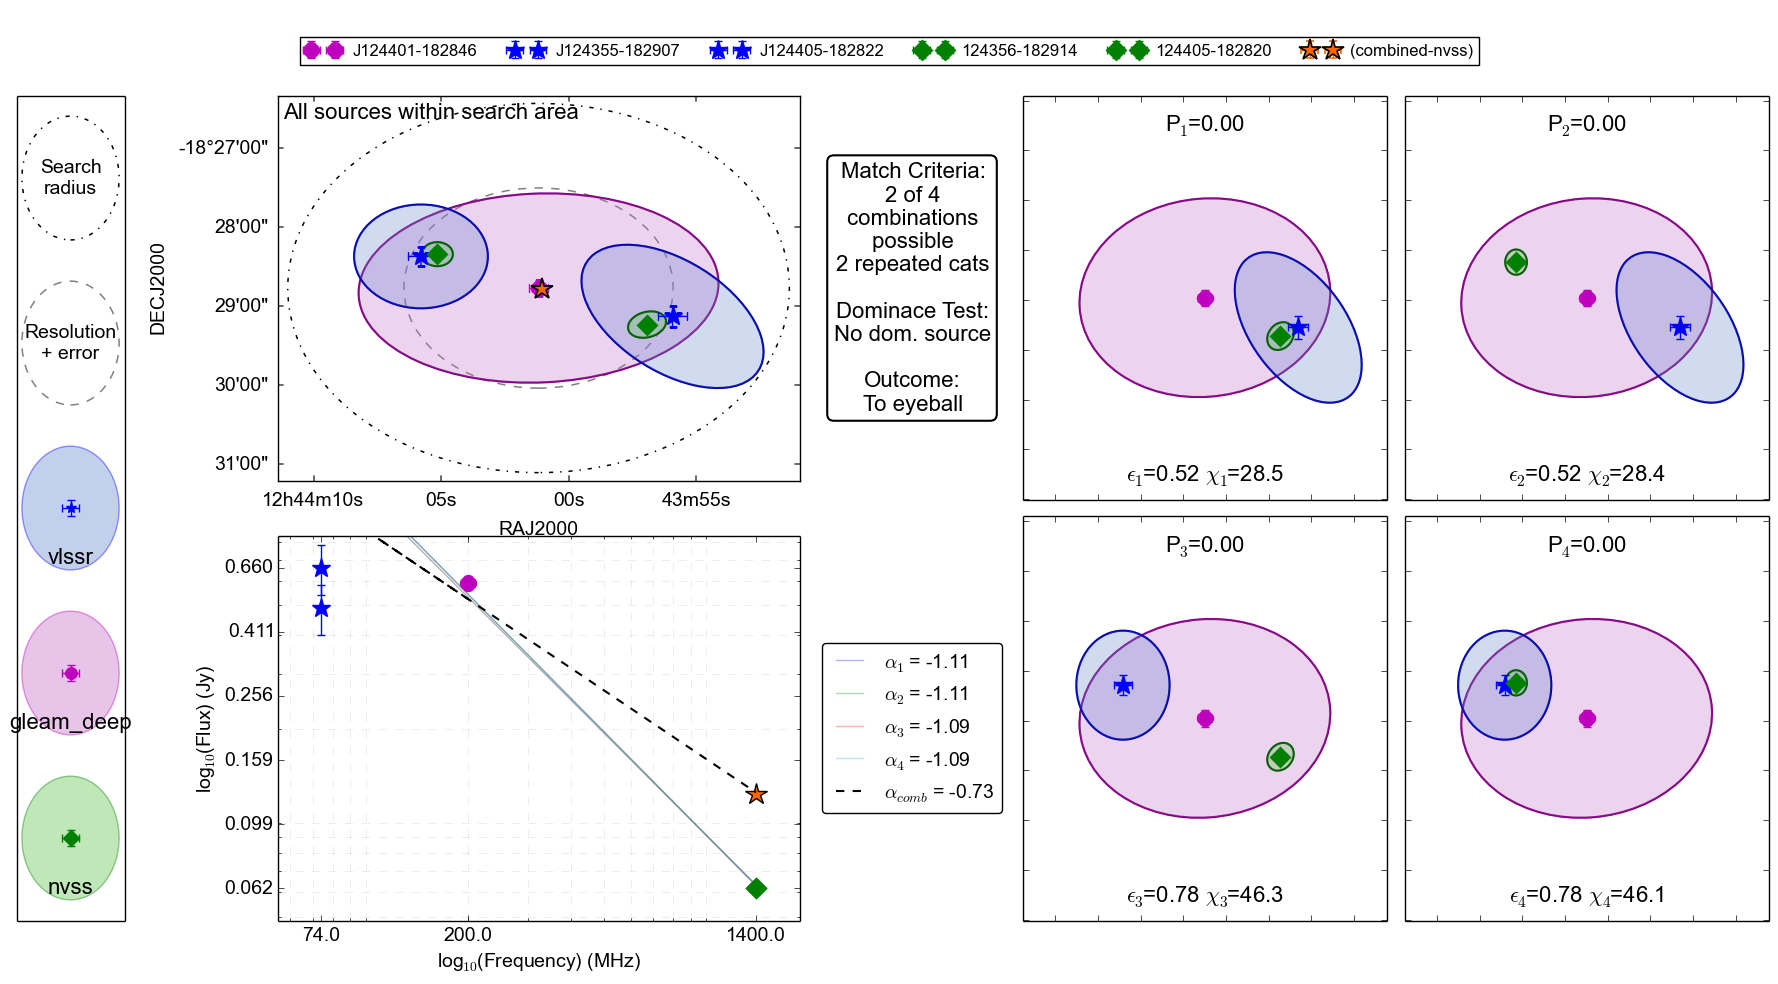 J124401-182846 J124355-182907 J124405-182822 124356-182914 124405-182820 (combined-nvss)
Search
radius
Resolution
+ error
vlssr
gleam_deep
nvss
All sources within search area
DECJ2000
-18°27'00"
28'00"
29'00"
30'00"
31'00"
12h44m10s 05s 00s 43m55s
RAJ2000
Match Criteria:
2 of 4
combinations
possible
2 repeated cats
Dominace Test:
No dom. source
Outcome:
To eyeball
log₁₀(Flux) (Jy)
0.660
0.411
0.256
0.159
0.099
0.062
74.0 200.0 1400.0
log₁₀(Frequency) (MHz)
α₁ = -1.11
α₂ = -1.11
α₃ = -1.09
α₄ = -1.09
α_comb = -0.73
P₁=0.00
ϵ₁=0.52 χ₁=28.5
P₂=0.00
ϵ₂=0.52 χ₂=28.4
P₃=0.00
ϵ₃=0.78 χ₃=46.3
P₄=0.00
ϵ₄=0.78 χ₄=46.1